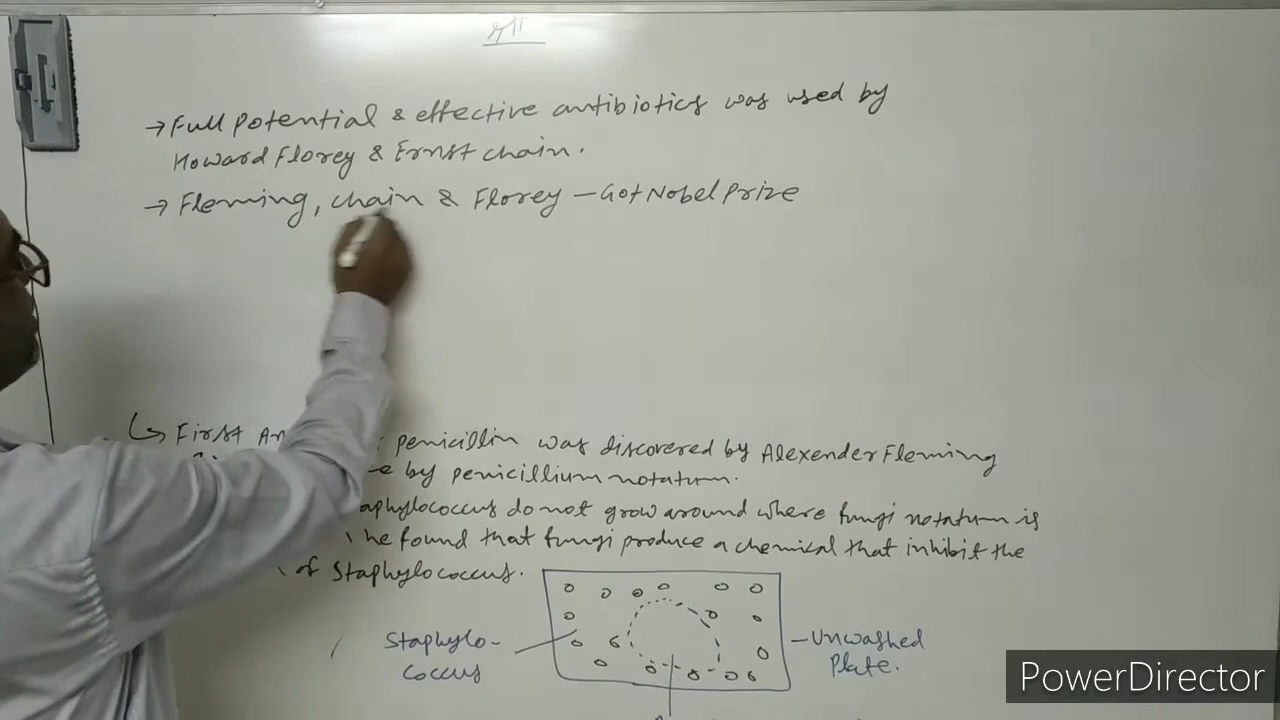 → Full potential & effective antibiotics was used by
Howard Florey & Ernst chain.
→ Fleming, chain & Florey – Got Nobel Prize
↳ First An : penicillin was discovered by Alexender Fleming
e by penicillium notatum.
aphylococcus do not grow around where fungi notatum is
he found that fungi produce a chemical that inhibit the
of Staphylococcus.
Staphylo-
coccus
Unwashed
Plate.
PowerDirector